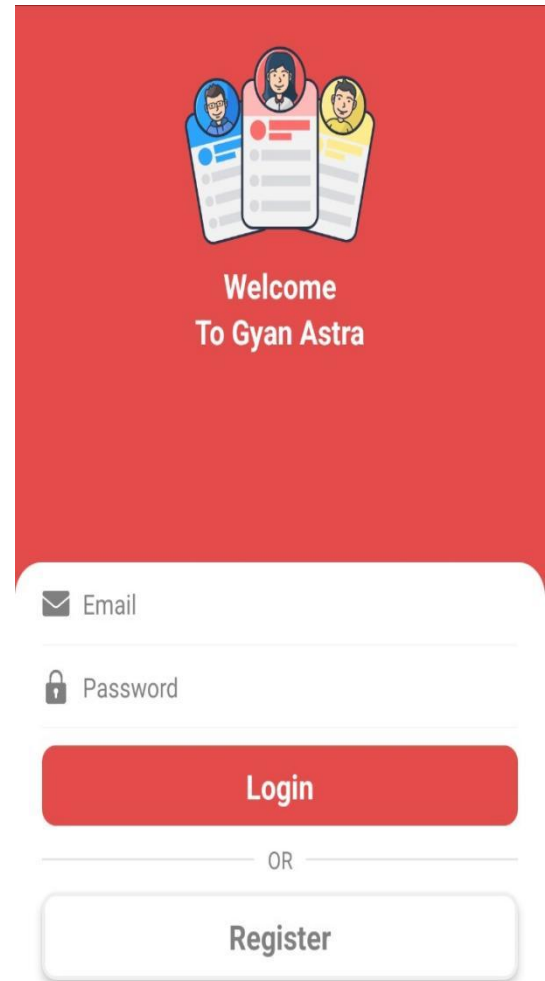 Welcome
To Gyan Astra
Email
Password
Login
OR
Register